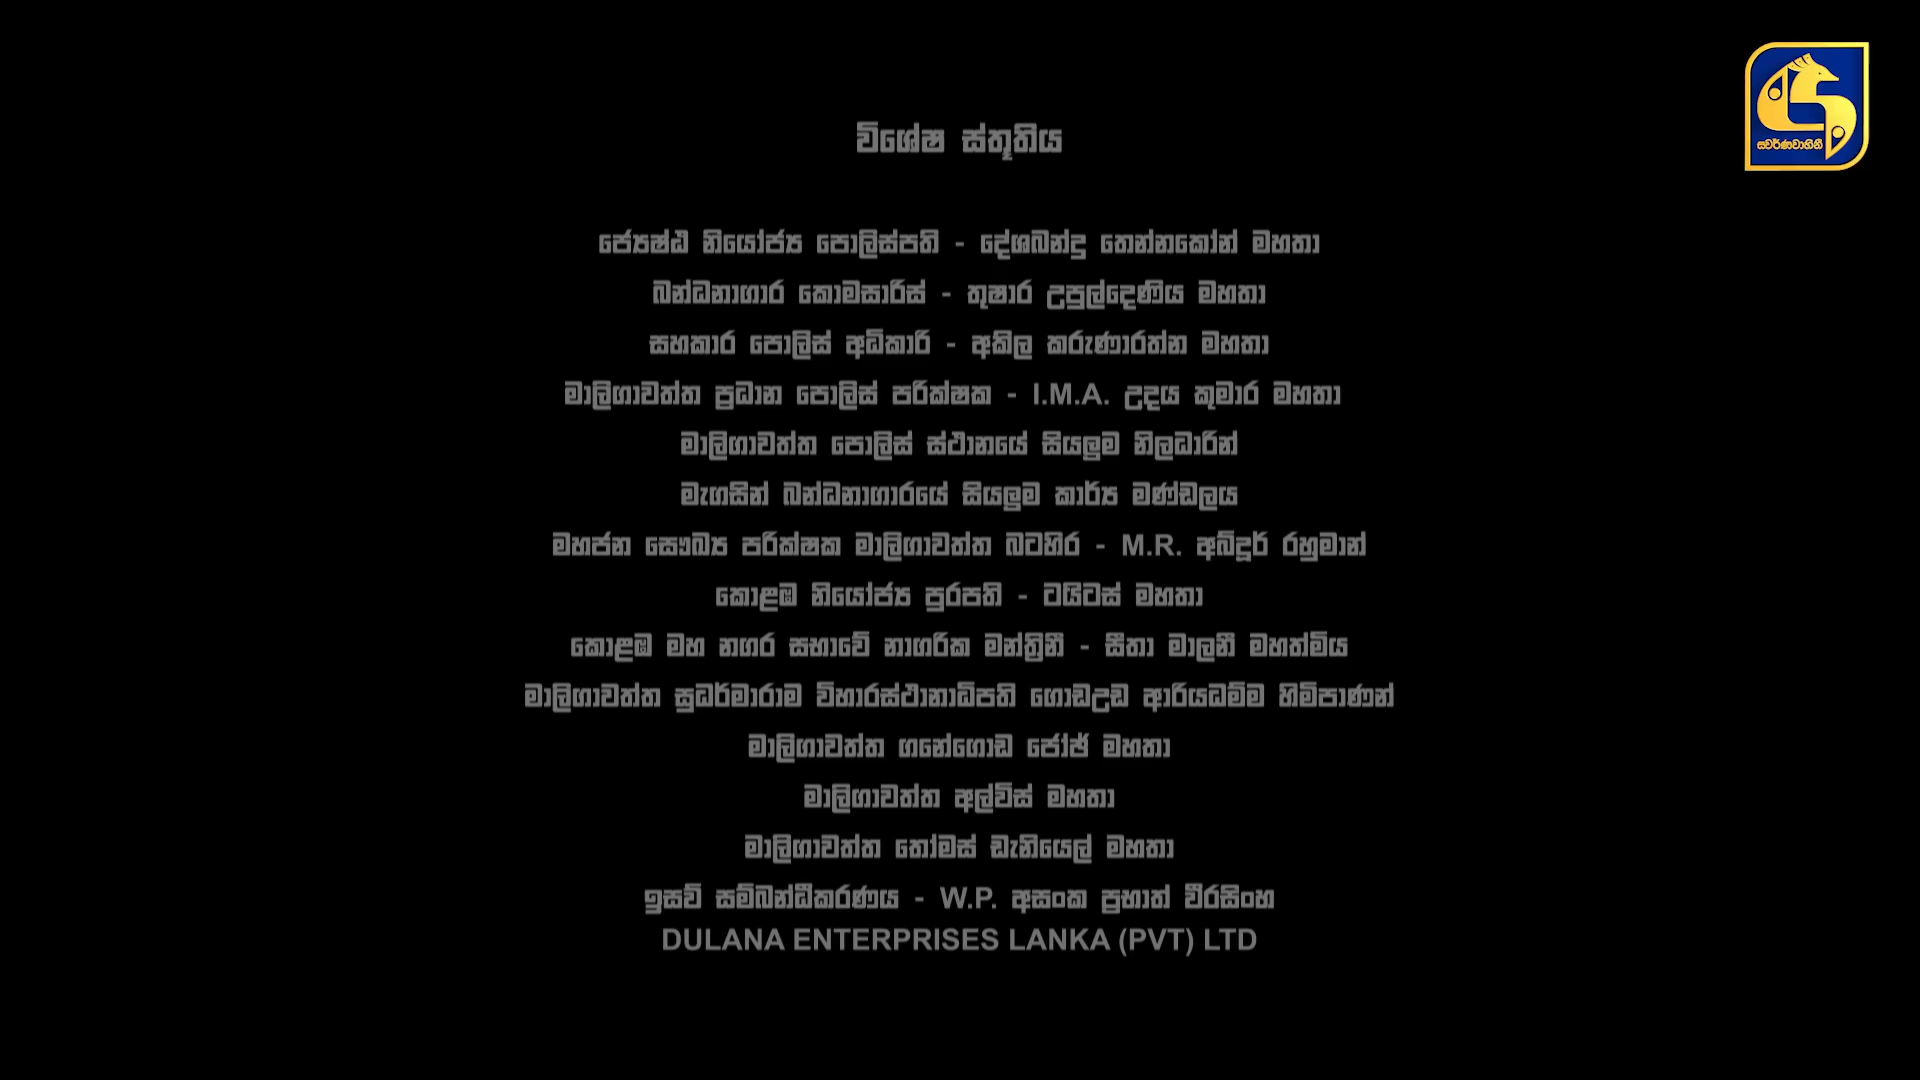 විශේෂ ස්තූතිය
ස්වර්ණවාහිනී
ජ්‍යෙෂ්ඨ නියෝජ්‍ය පොලිස්පති - දේශබන්දු තෙන්නකෝන් මහතා
බන්ධනාගාර කොමසාරිස් - තුෂාර උපුල්දෙණිය මහතා
සහකාර පොලිස් අධිකාරි - අකිල කරුණාරත්න මහතා
මාලිගාවත්ත ප්‍රධාන පොලිස් පරික්ෂක - I.M.A. උදය කුමාර මහතා
මාලිගාවත්ත පොලිස් ස්ථානයේ සියලුම නිලධාරින්
මැගසින් බන්ධනාගාරයේ සියලුම කාර්ය මණ්ඩලය
මහජන සෞඛ්‍ය පරික්ෂක මාලිගාවත්ත බටහිර - M.R. අබ්දූර් රහුමාන්
කොළඹ නියෝජ්‍ය පුරපති - ටයිටස් මහතා
කොළඹ මහ නගර සභාවේ නාගරික මන්ත්‍රිනී - සීතා මාලනී මහත්මිය
මාලිගාවත්ත සුධර්මාරාම විහාරස්ථානාධිපති ගොඩඋඩ ආරියධම්ම හිමිපාණන්
මාලිගාවත්ත ගනේගොඩ ජෝෂ් මහතා
මාලිගාවත්ත අල්විස් මහතා
මාලිගාවත්ත තෝමස් ඩැනියෙල් මහතා
ඉසව් සම්බන්ධීකරණය - W.P. අසංක ප්‍රභාත් වීරසිංහ
DULANA ENTERPRISES LANKA (PVT) LTD